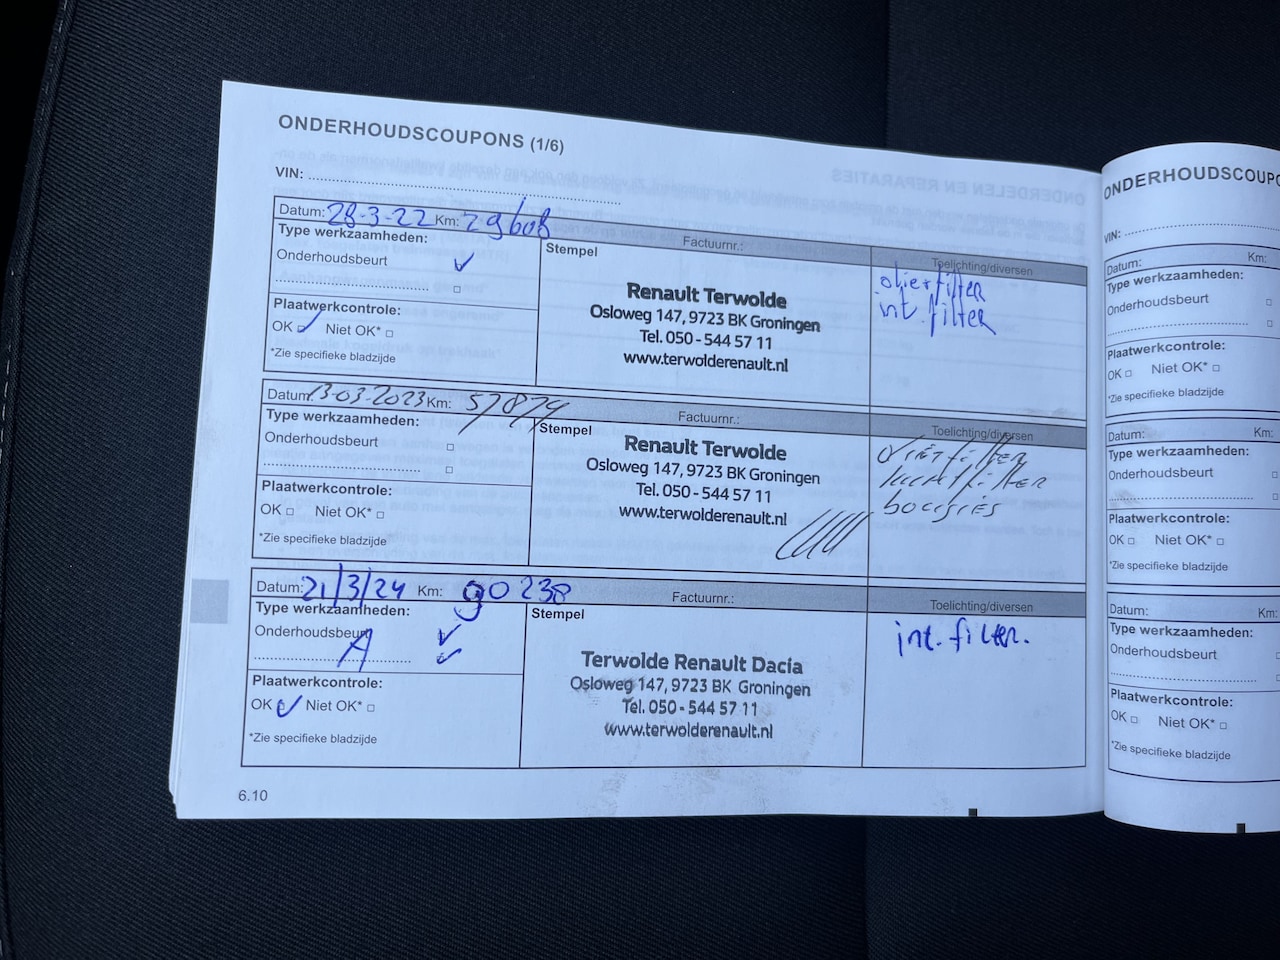 ONDERHOUDSCOUPONS (1/6)
VIN:
Datum: 28-3-22 Km: 29608
Factuurnr.:
Type werkzaamheden:
Stempel
Toelichting/diversen
Onderhoudsbeurt
Plaatwerkcontrole:
OK Niet OK*
*Zie specifieke bladzijde
Renault Terwolde
Osloweg 147, 9723 BK Groningen
Tel. 050 - 544 57 11
www.terwolderenault.nl
olie+filter
int. filter
Datum: 13-03-2023 Km: 57874
Factuurnr.:
Type werkzaamheden:
Stempel
Toelichting/diversen
Onderhoudsbeurt
Plaatwerkcontrole:
OK Niet OK*
*Zie specifieke bladzijde
Renault Terwolde
Osloweg 147, 9723 BK Groningen
Tel. 050 - 544 57 11
www.terwolderenault.nl
luchtfilter
bougies
Datum: 21/3/24 Km: 90238
Factuurnr.:
Type werkzaamheden:
Stempel
Toelichting/diversen
Onderhoudsbeurt
A
Plaatwerkcontrole:
OK Niet OK*
*Zie specifieke bladzijde
Terwolde Renault Dacia
Osloweg 147, 9723 BK Groningen
Tel. 050 - 544 57 11
www.terwolderenault.nl
int. filter.
6.10
ONDERHOUDSCOUPO
VIN:
Datum: Km:
Type werkzaamheden:
Onderhoudsbeurt
Plaatwerkcontrole:
OK Niet OK*
*Zie specifieke bladzijde
Datum: Km:
Type werkzaamheden:
Onderhoudsbeurt
Plaatwerkcontrole:
OK Niet OK*
*Zie specifieke bladzijde
Datum: Km:
Type werkzaamheden:
Onderhoudsbeurt
Plaatwerkcontrole:
OK Niet OK*
*Zie specifieke bladzijde